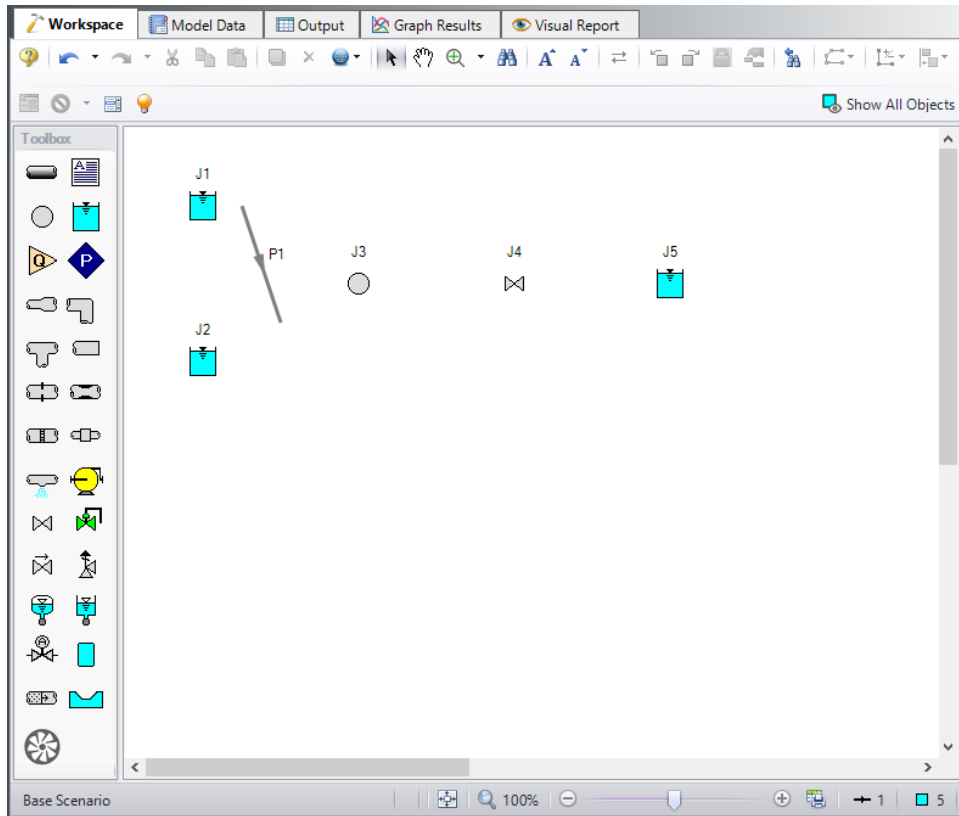 Workspace Model Data Output Graph Results Visual Report
Show All Objects
Toolbox
J1
P1 J3 J4 J5
J2
Base Scenario 100% 1 5